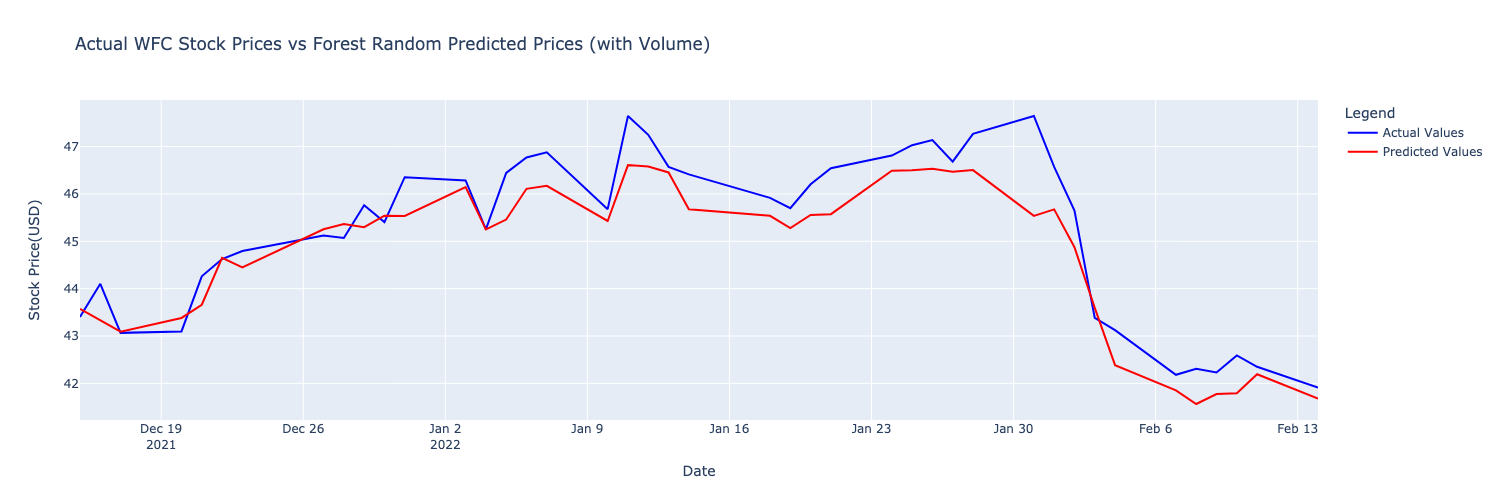 Actual WFC Stock Prices vs Forest Random Predicted Prices (with Volume)
Legend
Actual Values
Predicted Values
Stock Price(USD)
47
46
45
44
43
42
Dec 19
2021
Dec 26
Jan 2
2022
Jan 9
Jan 16
Jan 23
Jan 30
Feb 6
Feb 13
Date